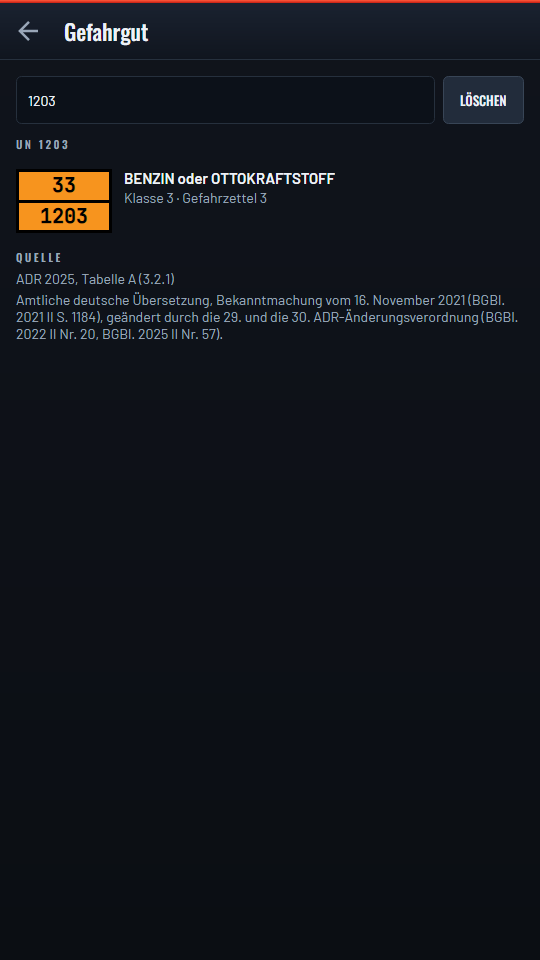 Gefahrgut
1203
LÖSCHEN
UN 1203
33
1203
BENZIN oder OTTOKRAFTSTOFF
Klasse 3 · Gefahrzettel 3
QUELLE
ADR 2025, Tabelle A (3.2.1)
Amtliche deutsche Übersetzung, Bekanntmachung vom 16. November 2021 (BGBl.
2021 II S. 1184), geändert durch die 29. und die 30. ADR-Änderungsverordnung (BGBl.
2022 II Nr. 20, BGBl. 2025 II Nr. 57).